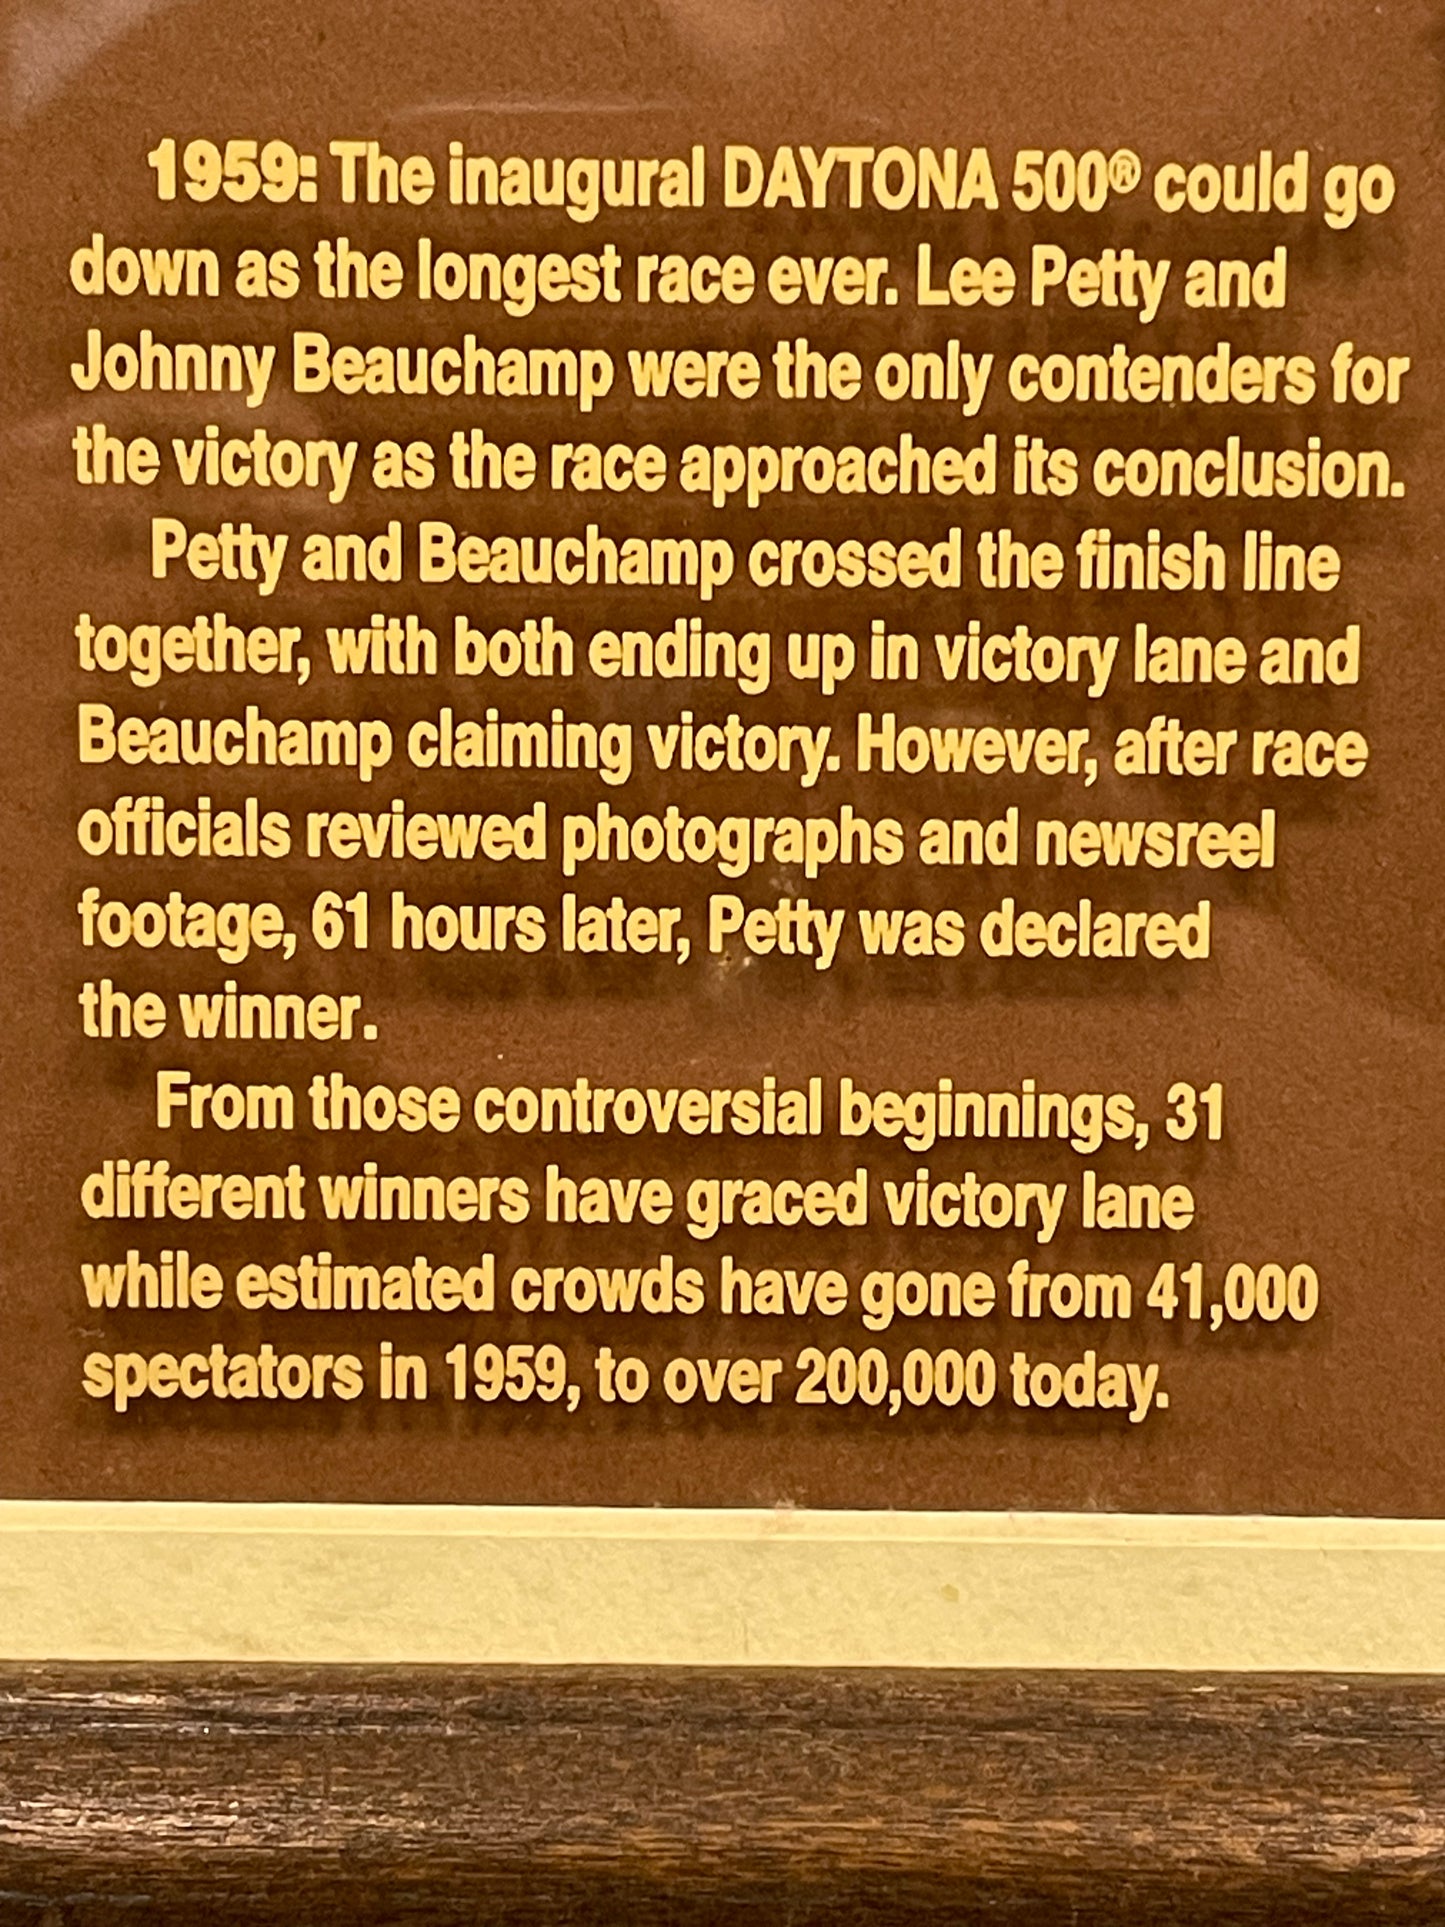 1959: The inaugural DAYTONA 500® could go
down as the longest race ever. Lee Petty and
Johnny Beauchamp were the only contenders for
the victory as the race approached its conclusion.
Petty and Beauchamp crossed the finish line
together, with both ending up in victory lane and
Beauchamp claiming victory. However, after race
officials reviewed photographs and newsreel
footage, 61 hours later, Petty was declared
the winner.
From those controversial beginnings, 31
different winners have graced victory lane
while estimated crowds have gone from 41,000
spectators in 1959, to over 200,000 today.